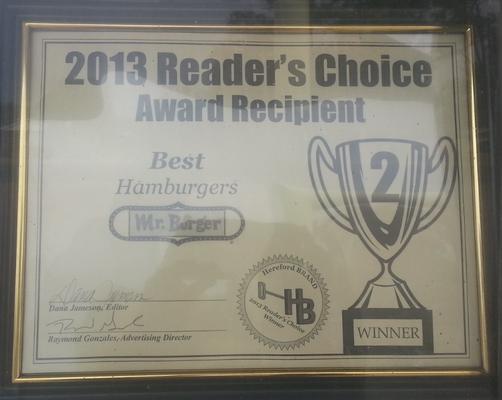 2013 Reader's Choice
Award Recipient
Best
Hamburgers
Mr. Burger
2
Dana Jameson, Editor
Raymond Gonzales, Advertising Director
Hereford BRAND
HB
2013 Reader's Choice
Winner
WINNER